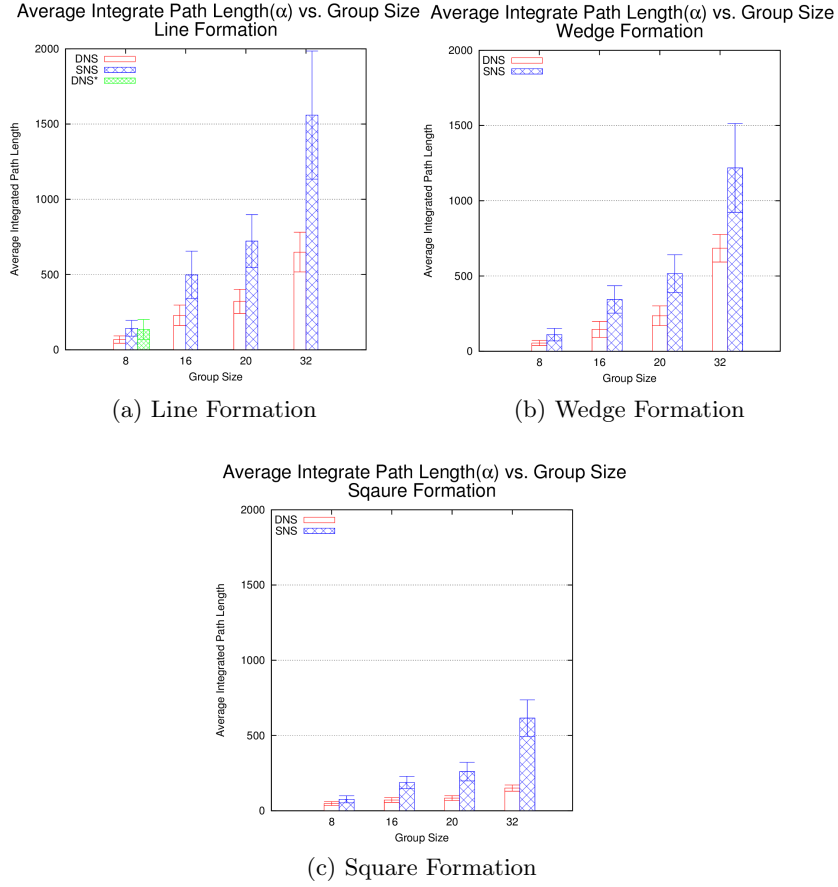 Average Integrate Path Length(α) vs. Group Size
Line Formation
2000
1500
1000
500
0
Average Integrated Path Length
DNS
SNS
DNS*
8
16
20
32
Group Size
(a) Line Formation
Average Integrate Path Length(α) vs. Group Size
Wedge Formation
2000
1500
1000
500
0
Average Integrated Path Length
DNS
SNS
8
16
20
32
Group Size
(b) Wedge Formation
Average Integrate Path Length(α) vs. Group Size
Sqaure Formation
2000
1500
1000
500
0
Average Integrated Path Length
DNS
SNS
8
16
20
32
Group Size
(c) Square Formation